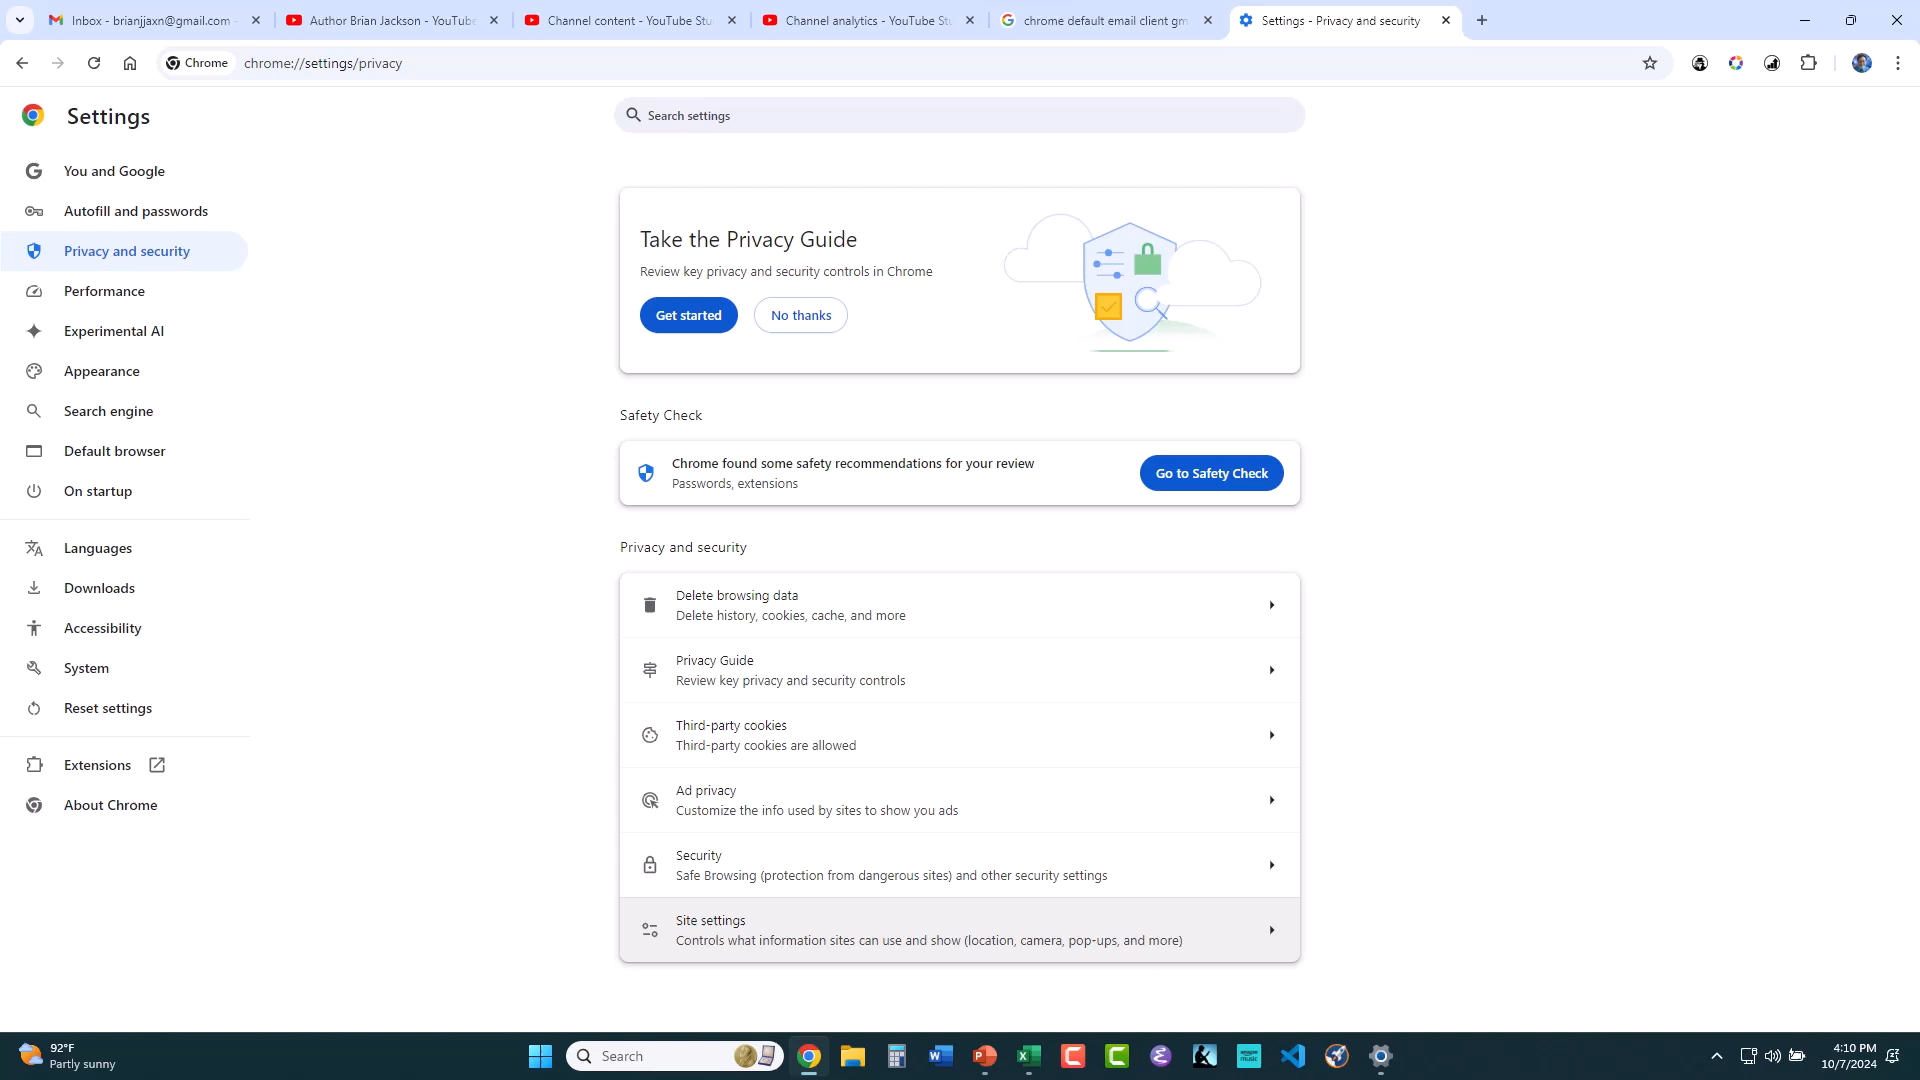 Inbox - brianjjaxn@gmail.com -
Author Brian Jackson - YouTube
Channel content - YouTube Stu
Channel analytics - YouTube Stu
chrome default email client gm
Settings - Privacy and security
Chrome
chrome://settings/privacy
Settings
Search settings
You and Google
Autofill and passwords
Privacy and security
Performance
Experimental AI
Appearance
Search engine
Default browser
On startup
Languages
Downloads
Accessibility
System
Reset settings
Extensions
About Chrome
Take the Privacy Guide
Review key privacy and security controls in Chrome
Get started
No thanks
Safety Check
Chrome found some safety recommendations for your review
Passwords, extensions
Go to Safety Check
Privacy and security
Delete browsing data
Delete history, cookies, cache, and more
Privacy Guide
Review key privacy and security controls
Third-party cookies
Third-party cookies are allowed
Ad privacy
Customize the info used by sites to show you ads
Security
Safe Browsing (protection from dangerous sites) and other security settings
Site settings
Controls what information sites can use and show (location, camera, pop-ups, and more)
92°F
Partly sunny
Search
4:10 PM
10/7/2024